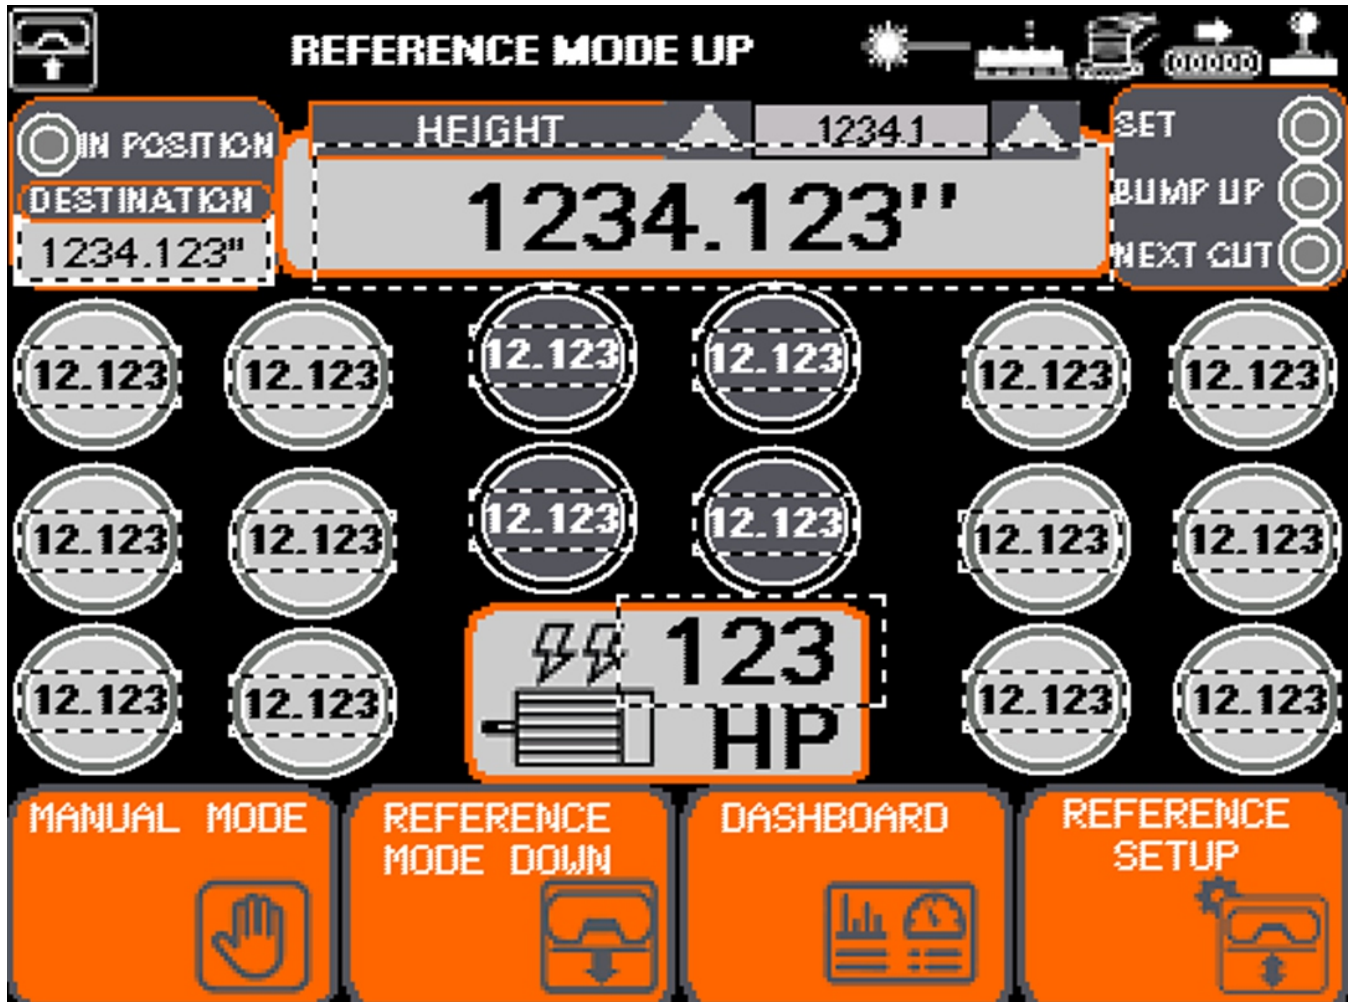 REFERENCE MODE UP
IN POSITION
HEIGHT
1234.1
SET
DESTINATION
1234.123"
1234.123"
BUMP UP
NEXT CUT
12.123 12.123 12.123 12.123 12.123 12.123
12.123 12.123 12.123 12.123 12.123 12.123
12.123 12.123 12.123 12.123
123
HP
MANUAL MODE
REFERENCE
MODE DOWN
DASHBOARD
REFERENCE
SETUP